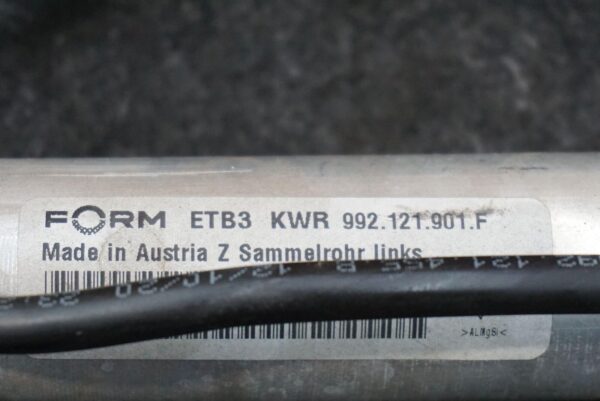 FORM ETB3 KWR 992.121.901.F
Made in Austria Z Sammelrohr links
>ALMgSi<